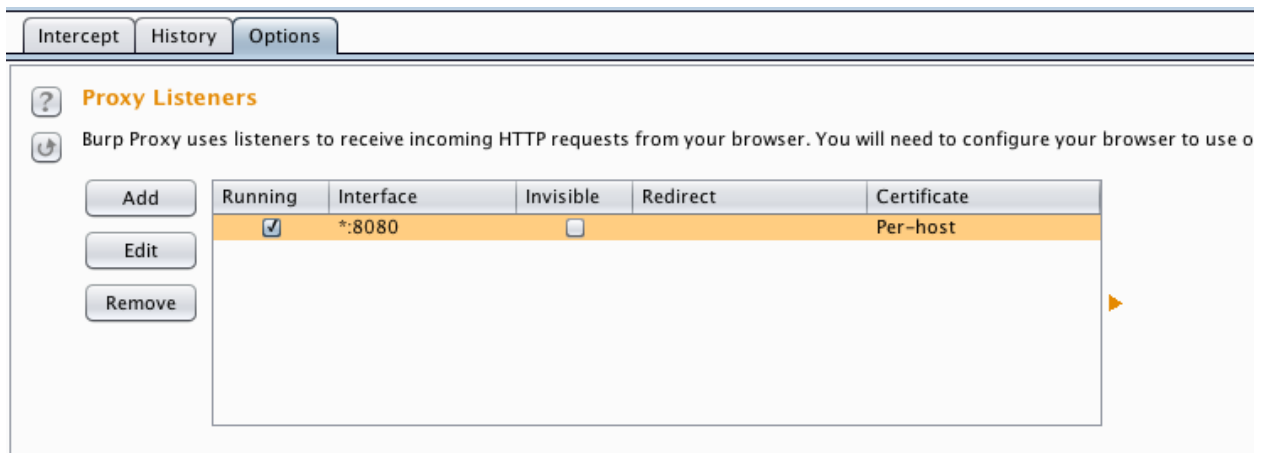 Intercept History Options
? Proxy Listeners
Burp Proxy uses listeners to receive incoming HTTP requests from your browser. You will need to configure your browser to use o
Add Running Interface Invisible Redirect Certificate
*:8080 Per-host
Edit
Remove